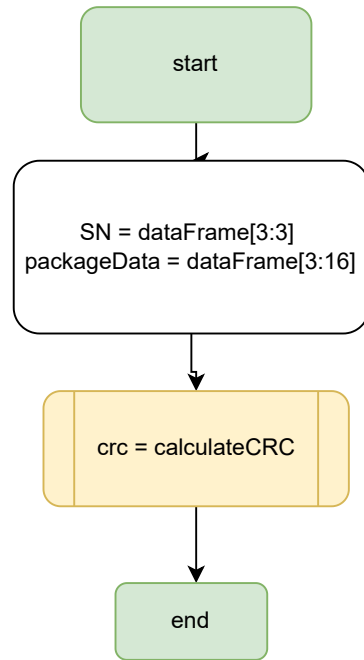 start
SN = dataFrame[3:3]
packageData = dataFrame[3:16]
crc = calculateCRC
end